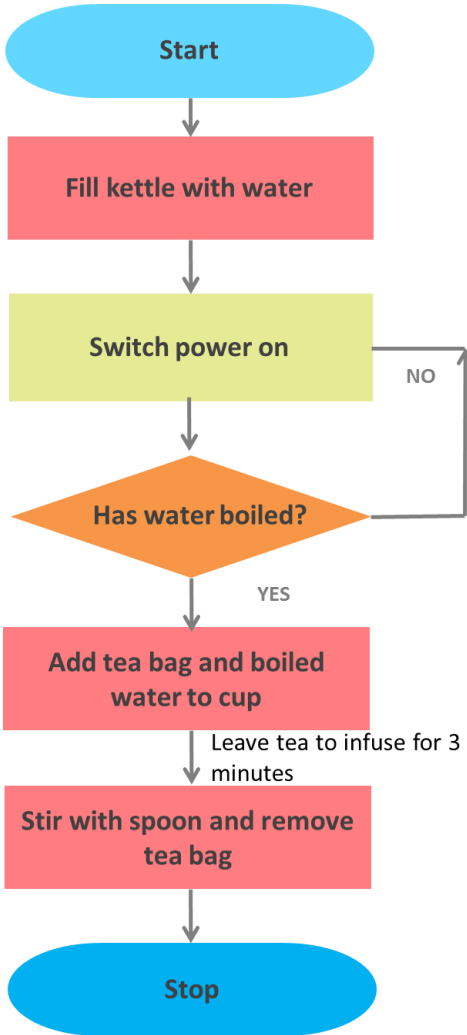 Start
Fill kettle with water
Switch power on
NO
Has water boiled?
YES
Add tea bag and boiled
water to cup
Leave tea to infuse for 3
minutes
Stir with spoon and remove
tea bag
Stop